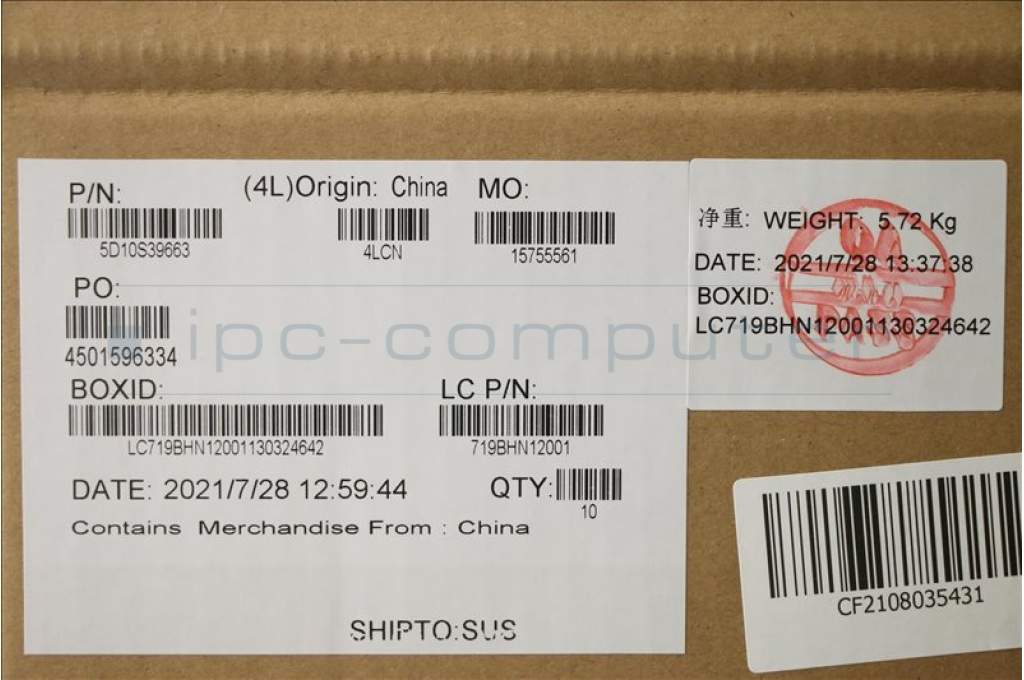 P/N:
5D10S39663
(4L)Origin: China
4LCN
MO:
15755561
PO:
4501596334
BOXID:
LC719BHN12001130324642
LC P/N:
719BHN12001
DATE: 2021/7/28 12:59:44
QTY:
10
Contains Merchandise From : China
SHIPTO:SUS
净重: WEIGHT: 5.72 Kg
DATE: 2021/7/28 13:37:38
BOXID:
LC719BHN12001130324642
QA
PASS
CF2108035431
ipc-computer